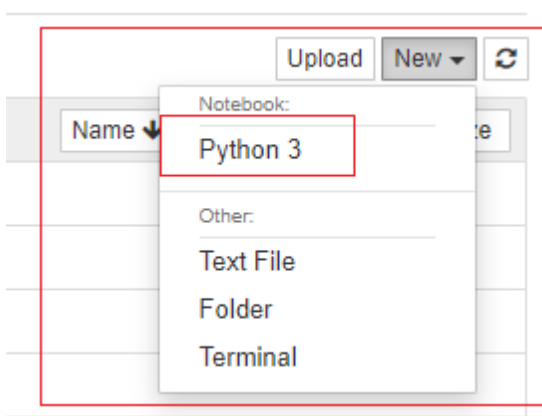 Upload New
Notebook:
Name
Python 3
Other:
Text File
Folder
Terminal